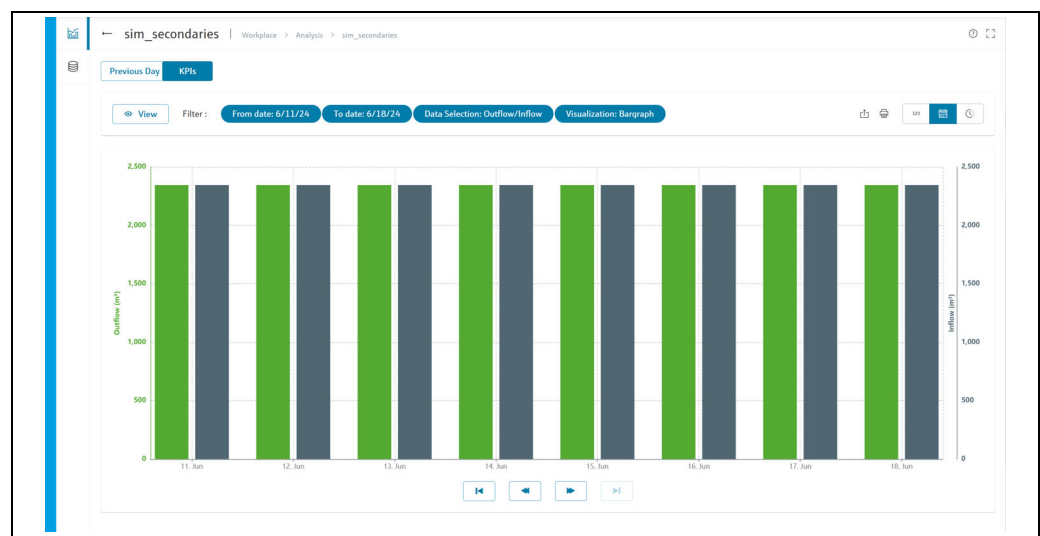 ← sim_secondaries | Workplace > Analysis > sim_secondaries
Previous Day KPIs
View Filter : From date: 6/11/24 To date: 6/18/24 Data Selection: Outflow/Inflow Visualization: Bargraph 123
2,500 2,500
2,000 2,000
1,500 1,500
1,000 1,000
500 500
0 0
Outflow (m³)
Inflow (m³)
11. Jun 12. Jun 13. Jun 14. Jun 15. Jun 16. Jun 17. Jun 18. Jun